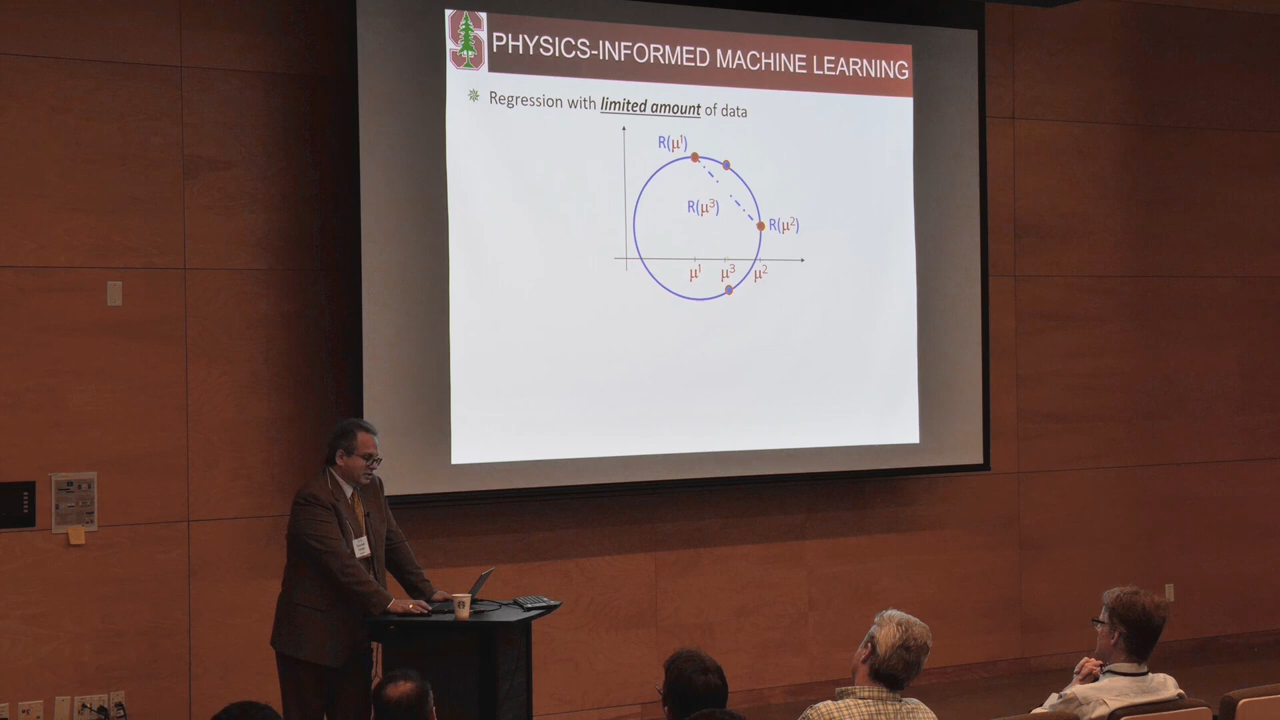 PHYSICS-INFORMED MACHINE LEARNING
Regression with limited amount of data
R(μ¹)
R(μ³)
R(μ²)
μ¹ μ³ μ²